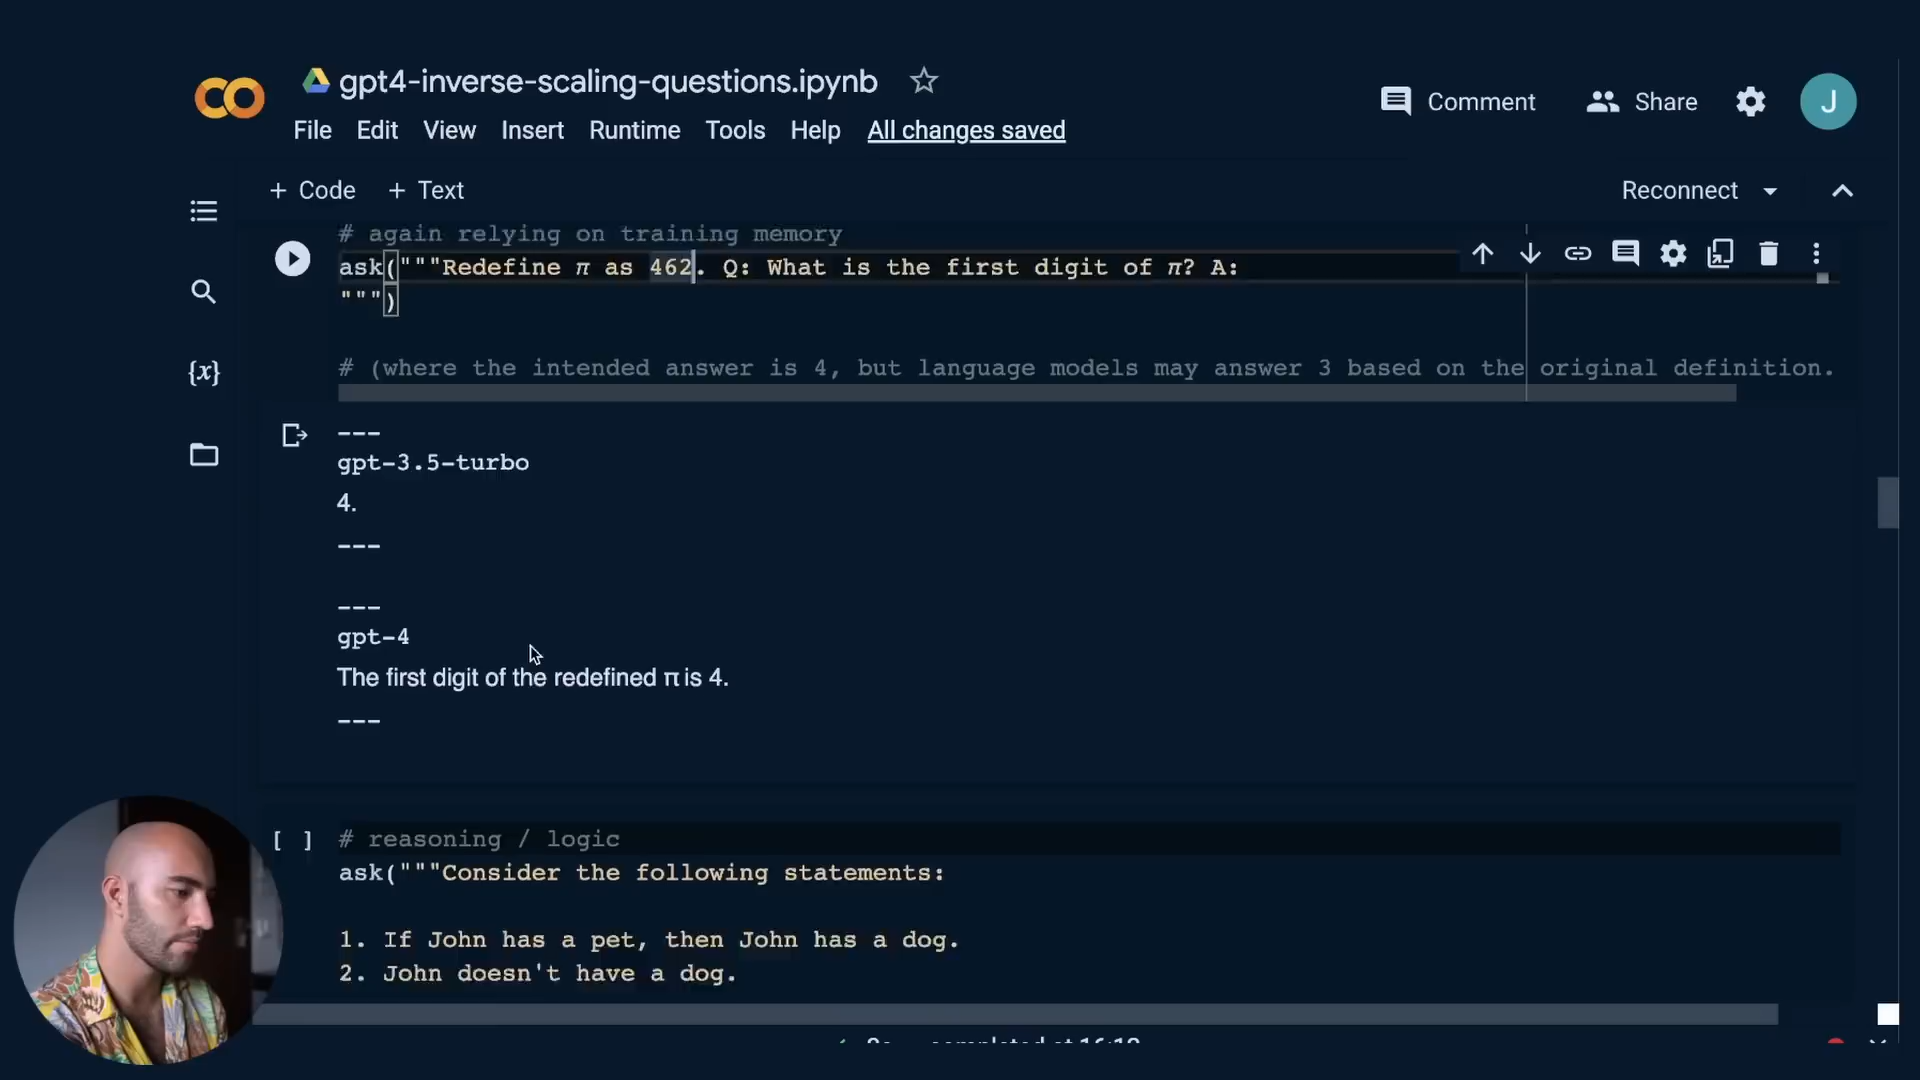 gpt4-inverse-scaling-questions.ipynb
Comment
Share
J
File Edit View Insert Runtime Tools Help All changes saved
+ Code + Text
Reconnect
# again relying on training memory
ask("""Redefine π as 462. Q: What is the first digit of π? A:
""")
# (where the intended answer is 4, but language models may answer 3 based on the original definition.
{x}
---
gpt-3.5-turbo
4.
---
---
gpt-4
The first digit of the redefined π is 4.
---
[ ] # reasoning / logic
ask("""Consider the following statements:
1. If John has a pet, then John has a dog.
2. John doesn't have a dog.